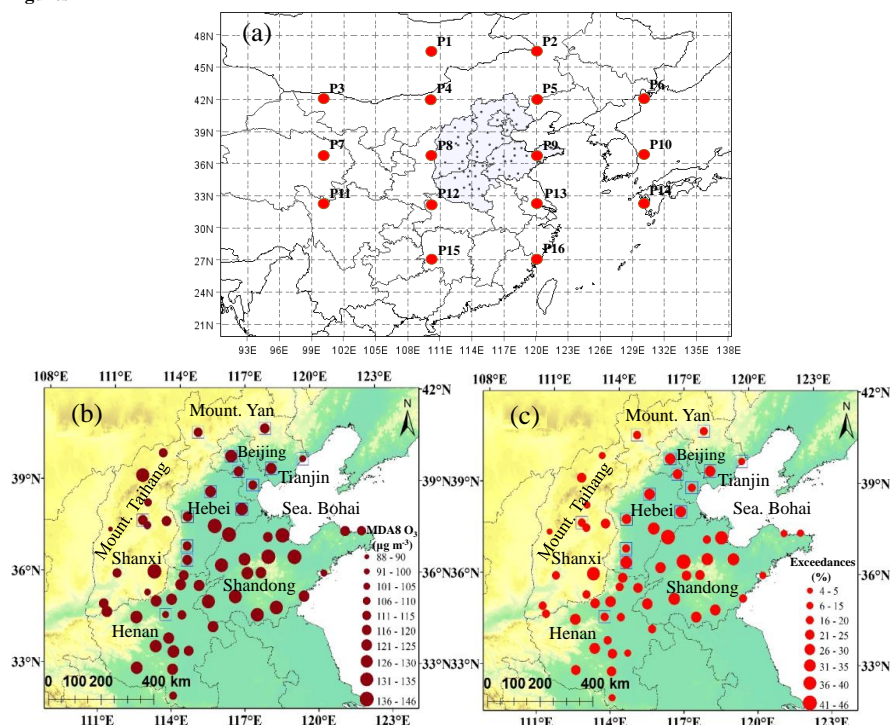 (a)
48N
45N
42N
39N
36N
33N
30N
27N
24N
21N
P1 P2
P3 P4 P5 P6
P7 P8 P9 P10
P11 P12 P13 P14
P15 P16
93E 96E 99E 102E 105E 108E 111E 114E 117E 120E 123E 126E 129E 132E 135E 138E
108°E 111°E 114°E 117°E 120°E 123°E
(b)
Mount. Yan
N
Beijing
39°N
Mount. Taihang
Tianjin
Hebei
Sea. Bohai
MDA8 O3
(μg m-3)
88 - 90
91 - 100
101 - 105
106 - 110
111 - 115
116 - 120
121 - 125
126 - 130
131 - 135
136 - 146
Shanxi
36°N
Shandong
Henan
33°N
0 100 200 400 km
111°E 114°E 117°E 120°E 123°E
108°E 111°E 114°E 117°E 120°E 123°E
42°N
39°N
36°N
33°N
(c)
Mount. Yan
N
Beijing
Mount. Taihang
Tianjin
Hebei
Sea. Bohai
Exceedances
(%)
4 - 5
6 - 15
16 - 20
21 - 25
26 - 30
31 - 35
36 - 40
41 - 46
Shanxi
Shandong
Henan
0 100 200 400 km
42°N
39°N
36°N
33°N
111°E 114°E 117°E 120°E 123°E